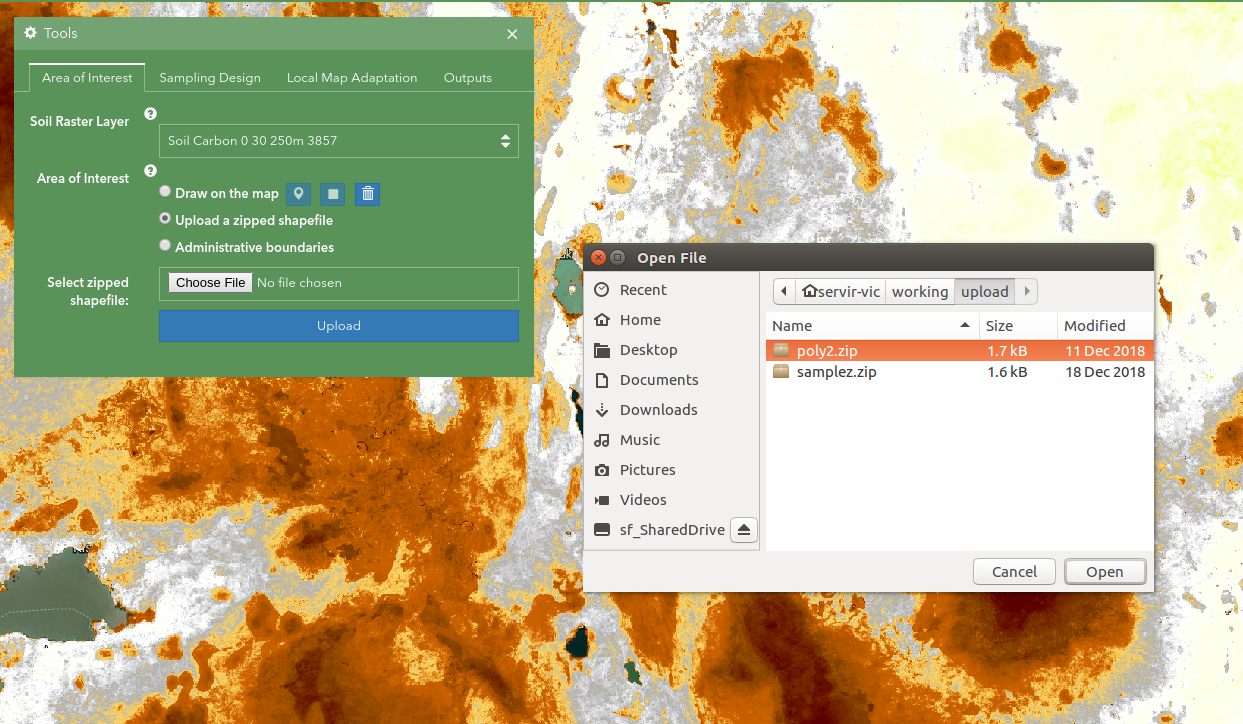 Tools
Area of Interest Sampling Design Local Map Adaptation Outputs
Soil Raster Layer
Soil Carbon 0 30 250m 3857
Area of Interest
Draw on the map
Upload a zipped shapefile
Administrative boundaries
Select zipped
shapefile:
Choose File No file chosen
Upload
Open File
Recent
Home
Desktop
Documents
Downloads
Music
Pictures
Videos
sf_SharedDrive
servir-vic working upload
Name Size Modified
poly2.zip 1.7 kB 11 Dec 2018
samplez.zip 1.6 kB 18 Dec 2018
Cancel Open